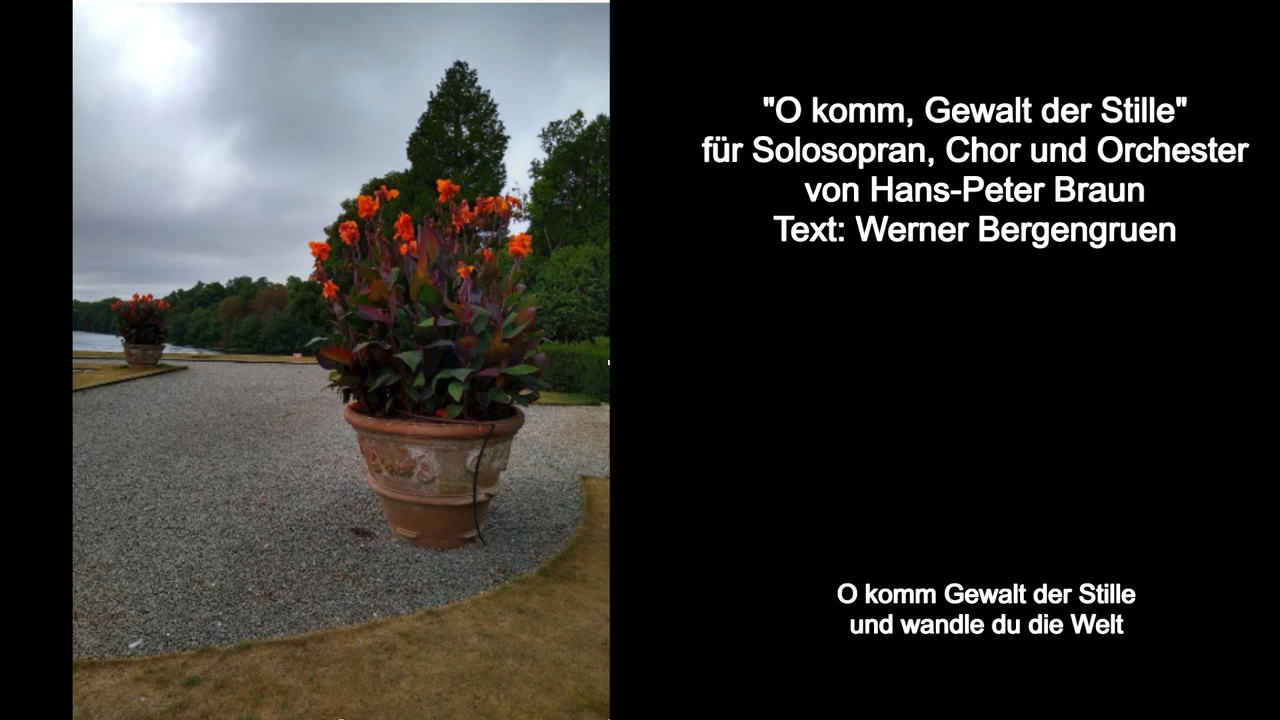 "O komm, Gewalt der Stille"
für Solosopran, Chor und Orchester
von Hans-Peter Braun
Text: Werner Bergengruen
O komm Gewalt der Stille
und wandle du die Welt